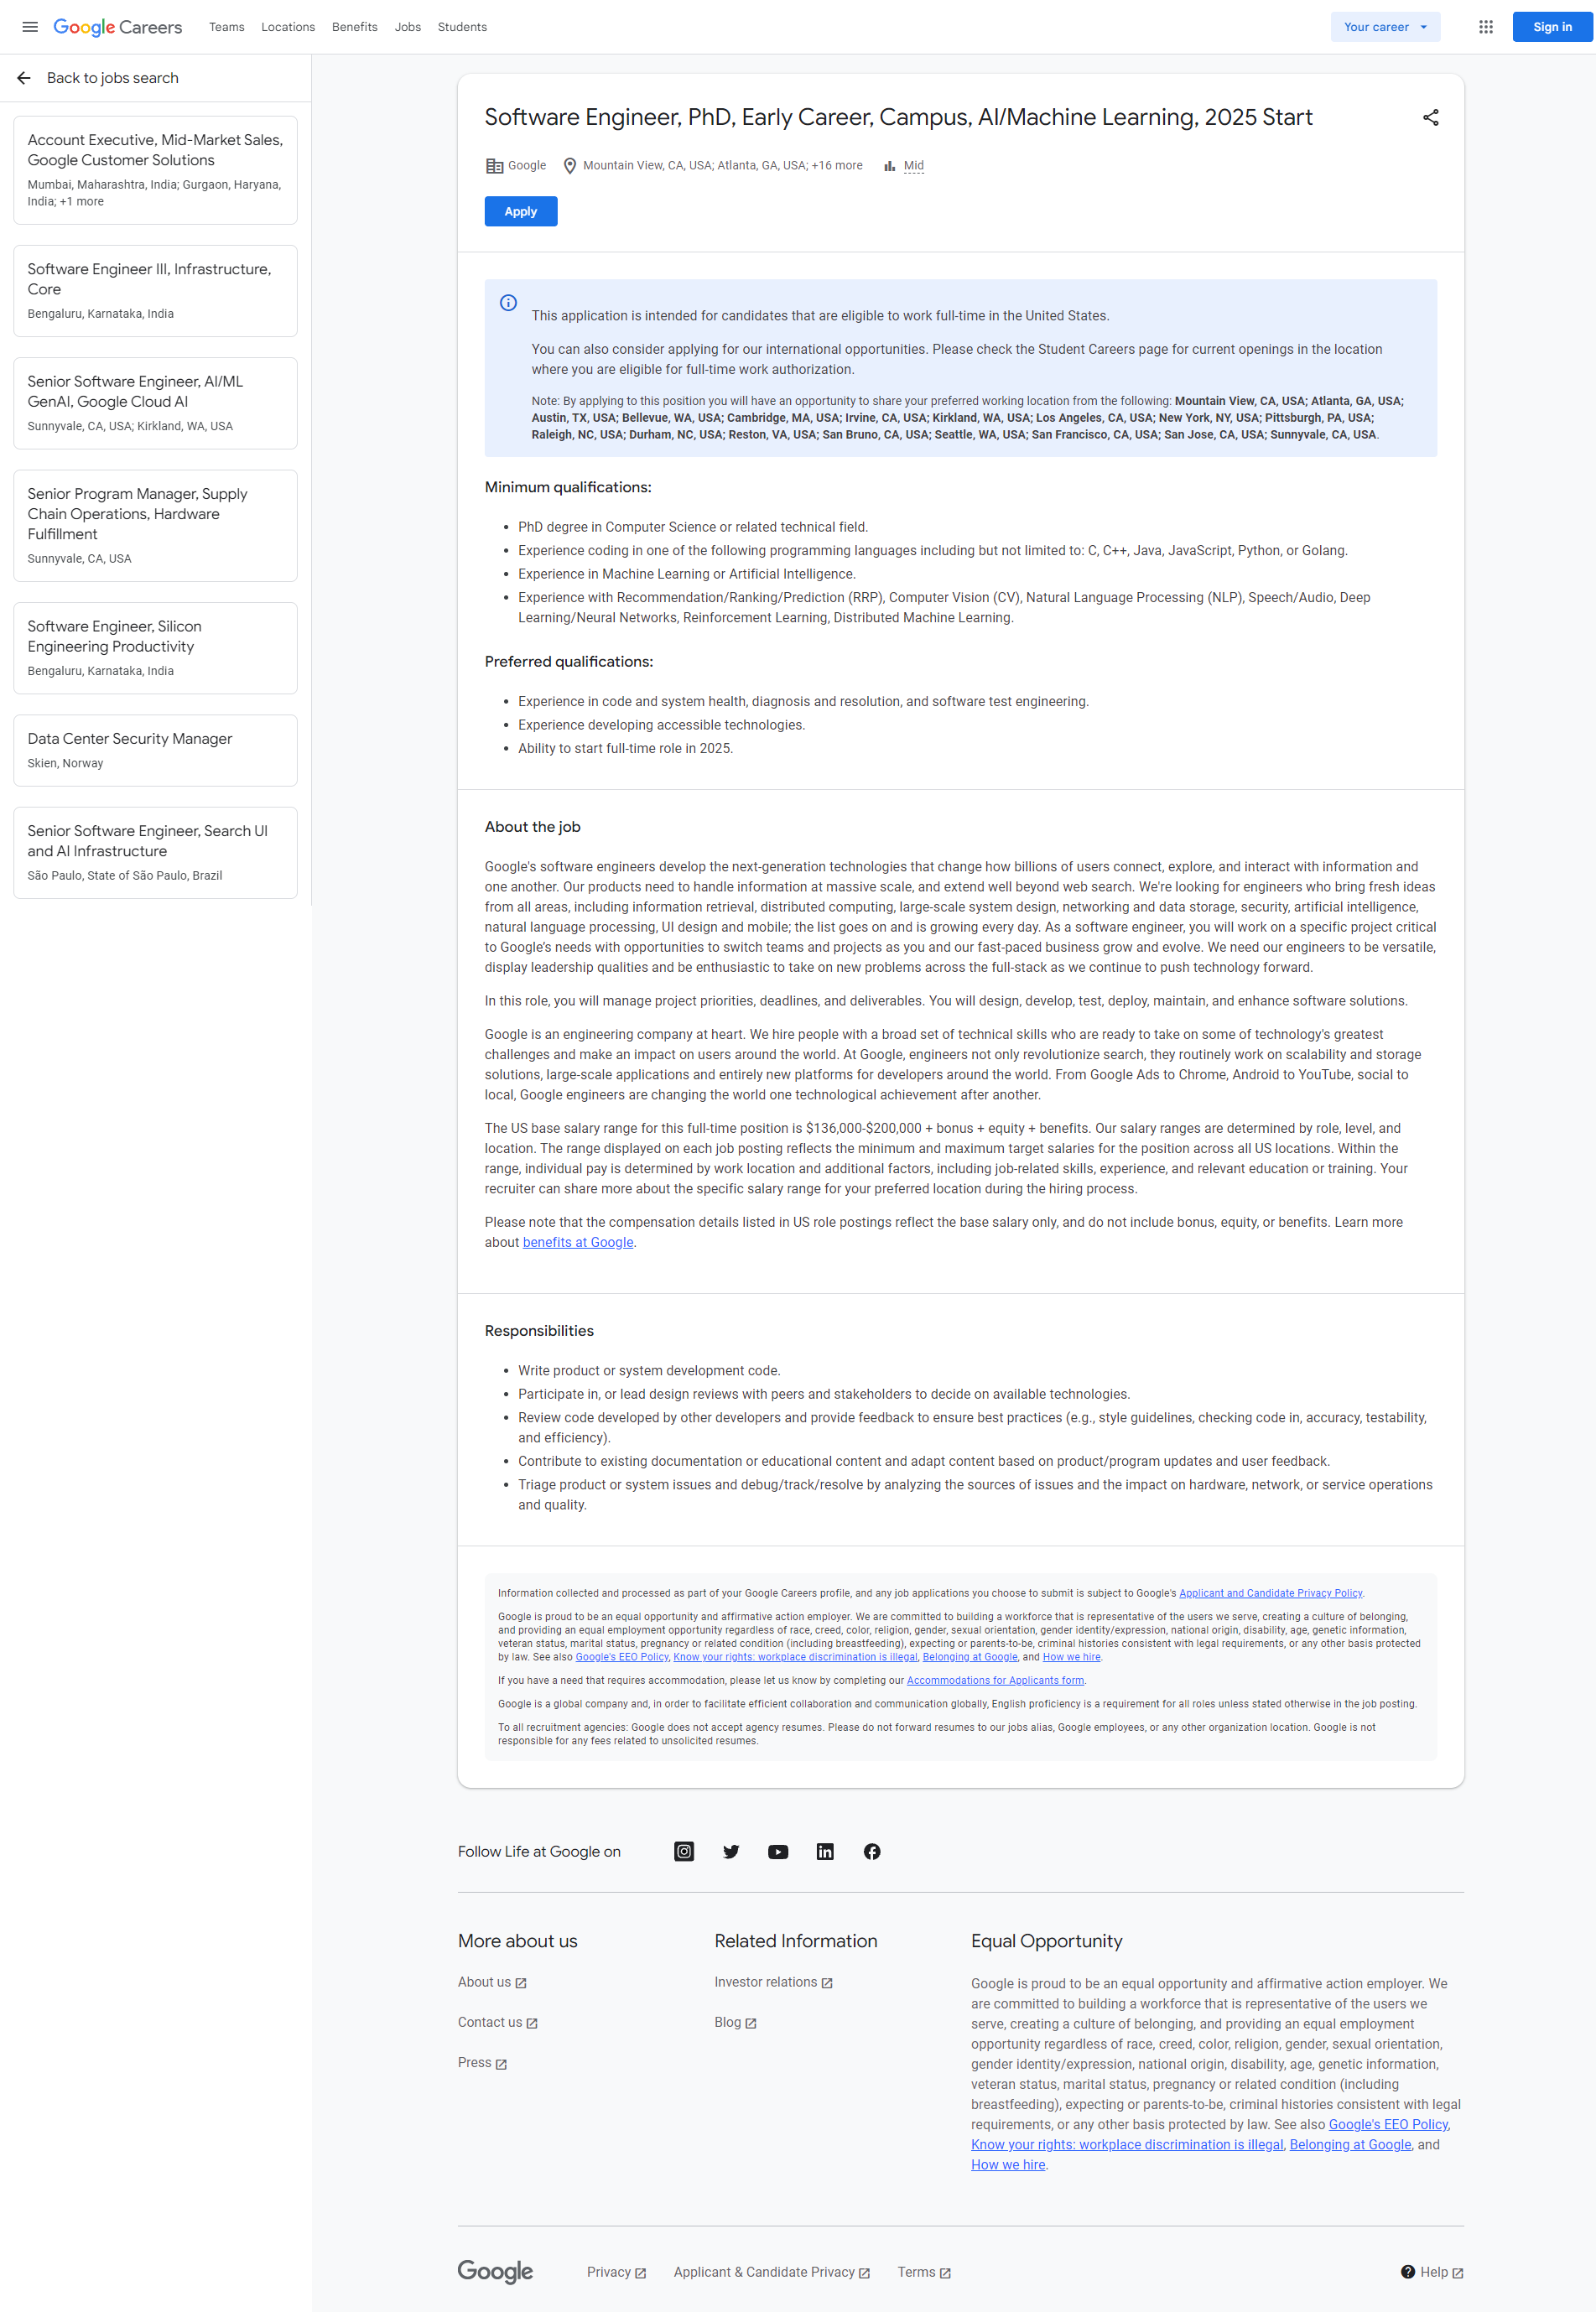 Google Careers
Teams
Locations
Benefits
Jobs
Students
Your career
Sign in
Back to jobs search
Account Executive, Mid-Market Sales,
Google Customer Solutions
Mumbai, Maharashtra, India; Gurgaon, Haryana,
India; +1 more
Software Engineer III, Infrastructure,
Core
Bengaluru, Karnataka, India
Senior Software Engineer, AI/ML
GenAI, Google Cloud AI
Sunnyvale, CA, USA; Kirkland, WA, USA
Senior Program Manager, Supply
Chain Operations, Hardware
Fulfillment
Sunnyvale, CA, USA
Software Engineer, Silicon
Engineering Productivity
Bengaluru, Karnataka, India
Data Center Security Manager
Skien, Norway
Senior Software Engineer, Search UI
and AI Infrastructure
São Paulo, State of São Paulo, Brazil
Software Engineer, PhD, Early Career, Campus, AI/Machine Learning, 2025 Start
Google
Mountain View, CA, USA; Atlanta, GA, USA; +16 more
Mid
Apply
This application is intended for candidates that are eligible to work full-time in the United States.
You can also consider applying for our international opportunities. Please check the Student Careers page for current openings in the location
where you are eligible for full-time work authorization.
Note: By applying to this position you will have an opportunity to share your preferred working location from the following: Mountain View, CA, USA; Atlanta, GA, USA;
Austin, TX, USA; Bellevue, WA, USA; Cambridge, MA, USA; Irvine, CA, USA; Kirkland, WA, USA; Los Angeles, CA, USA; New York, NY, USA; Pittsburgh, PA, USA;
Raleigh, NC, USA; Durham, NC, USA; Reston, VA, USA; San Bruno, CA, USA; Seattle, WA, USA; San Francisco, CA, USA; San Jose, CA, USA; Sunnyvale, CA, USA.
Minimum qualifications:
• PhD degree in Computer Science or related technical field.
• Experience coding in one of the following programming languages including but not limited to: C, C++, Java, JavaScript, Python, or Golang.
• Experience in Machine Learning or Artificial Intelligence.
• Experience with Recommendation/Ranking/Prediction (RRP), Computer Vision (CV), Natural Language Processing (NLP), Speech/Audio, Deep
Learning/Neural Networks, Reinforcement Learning, Distributed Machine Learning.
Preferred qualifications:
• Experience in code and system health, diagnosis and resolution, and software test engineering.
• Experience developing accessible technologies.
• Ability to start full-time role in 2025.
About the job
Google's software engineers develop the next-generation technologies that change how billions of users connect, explore, and interact with information and
one another. Our products need to handle information at massive scale, and extend well beyond web search. We're looking for engineers who bring fresh ideas
from all areas, including information retrieval, distributed computing, large-scale system design, networking and data storage, security, artificial intelligence,
natural language processing, UI design and mobile; the list goes on and is growing every day. As a software engineer, you will work on a specific project critical
to Google's needs with opportunities to switch teams and projects as you and our fast-paced business grow and evolve. We need our engineers to be versatile,
display leadership qualities and be enthusiastic to take on new problems across the full-stack as we continue to push technology forward.
In this role, you will manage project priorities, deadlines, and deliverables. You will design, develop, test, deploy, maintain, and enhance software solutions.
Google is an engineering company at heart. We hire people with a broad set of technical skills who are ready to take on some of technology's greatest
challenges and make an impact on users around the world. At Google, engineers not only revolutionize search, they routinely work on scalability and storage
solutions, large-scale applications and entirely new platforms for developers around the world. From Google Ads to Chrome, Android to YouTube, social to
local, Google engineers are changing the world one technological achievement after another.
The US base salary range for this full-time position is $136,000-$200,000 + bonus + equity + benefits. Our salary ranges are determined by role, level, and
location. The range displayed on each job posting reflects the minimum and maximum target salaries for the position across all US locations. Within the
range, individual pay is determined by work location and additional factors, including job-related skills, experience, and relevant education or training. Your
recruiter can share more about the specific salary range for your preferred location during the hiring process.
Please note that the compensation details listed in US role postings reflect the base salary only, and do not include bonus, equity, or benefits. Learn more
about benefits at Google.
Responsibilities
• Write product or system development code.
• Participate in, or lead design reviews with peers and stakeholders to decide on available technologies.
• Review code developed by other developers and provide feedback to ensure best practices (e.g., style guidelines, checking code in, accuracy, testability,
and efficiency).
• Contribute to existing documentation or educational content and adapt content based on product/program updates and user feedback.
• Triage product or system issues and debug/track/resolve by analyzing the sources of issues and the impact on hardware, network, or service operations
and quality.
Information collected and processed as part of your Google Careers profile, and any job applications you choose to submit is subject to Google's Applicant and Candidate Privacy Policy.
Google is proud to be an equal opportunity and affirmative action employer. We are committed to building a workforce that is representative of the users we serve, creating a culture of belonging,
and providing an equal employment opportunity regardless of race, creed, color, religion, gender, sexual orientation, gender identity/expression, national origin, disability, age, genetic information,
veteran status, marital status, pregnancy or related condition (including breastfeeding), expecting or parents-to-be, criminal histories consistent with legal requirements, or any other basis protected
by law. See also Google's EEO Policy, Know your rights: workplace discrimination is illegal, Belonging at Google, and How we hire.
If you have a need that requires accommodation, please let us know by completing our Accommodations for Applicants form.
Google is a global company and, in order to facilitate efficient collaboration and communication globally, English proficiency is a requirement for all roles unless stated otherwise in the job posting.
To all recruitment agencies: Google does not accept agency resumes. Please do not forward resumes to our jobs alias, Google employees, or any other organization location. Google is not
responsible for any fees related to unsolicited resumes.
Follow Life at Google on
More about us
About us
Contact us
Press
Related Information
Investor relations
Blog
Equal Opportunity
Google is proud to be an equal opportunity and affirmative action employer. We
are committed to building a workforce that is representative of the users we
serve, creating a culture of belonging, and providing an equal employment
opportunity regardless of race, creed, color, religion, gender, sexual orientation,
gender identity/expression, national origin, disability, age, genetic information,
veteran status, marital status, pregnancy or related condition (including
breastfeeding), expecting or parents-to-be, criminal histories consistent with legal
requirements, or any other basis protected by law. See also Google's EEO Policy,
Know your rights: workplace discrimination is illegal, Belonging at Google, and
How we hire.
Google
Privacy
Applicant & Candidate Privacy
Terms
Help